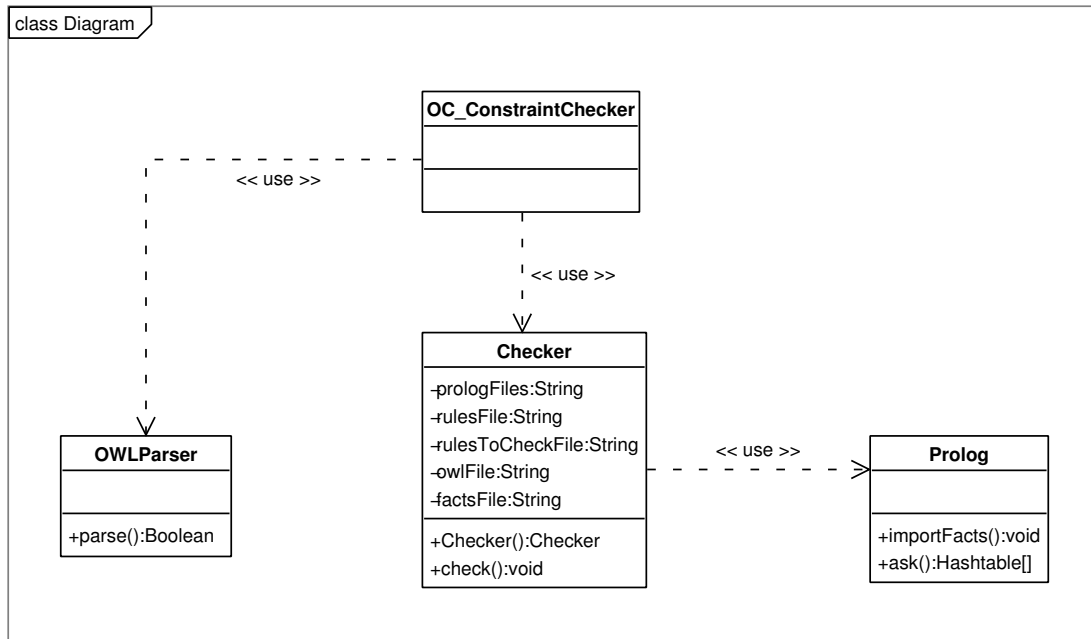 class Diagram
OC_ConstraintChecker
<< use >>
<< use >>
Checker
-prologFiles:String
-rulesFile:String
-rulesToCheckFile:String
-owlFile:String
-factsFile:String
+Checker():Checker
+check():void
OWLParser
+parse():Boolean
<< use >>
Prolog
+importFacts():void
+ask():Hashtable[]